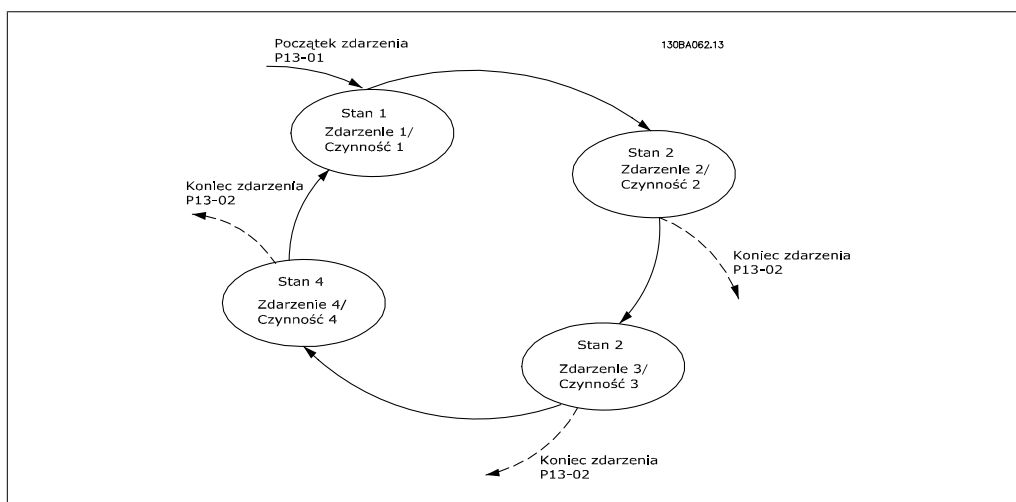 Początek zdarzenia
P13-01
130BA062.13
Stan 1
Zdarzenie 1/
Czynność 1
Stan 2
Zdarzenie 2/
Czynność 2
Koniec zdarzenia
P13-02
Koniec zdarzenia
P13-02
Stan 4
Zdarzenie 4/
Czynność 4
Stan 2
Zdarzenie 3/
Czynność 3
Koniec zdarzenia
P13-02